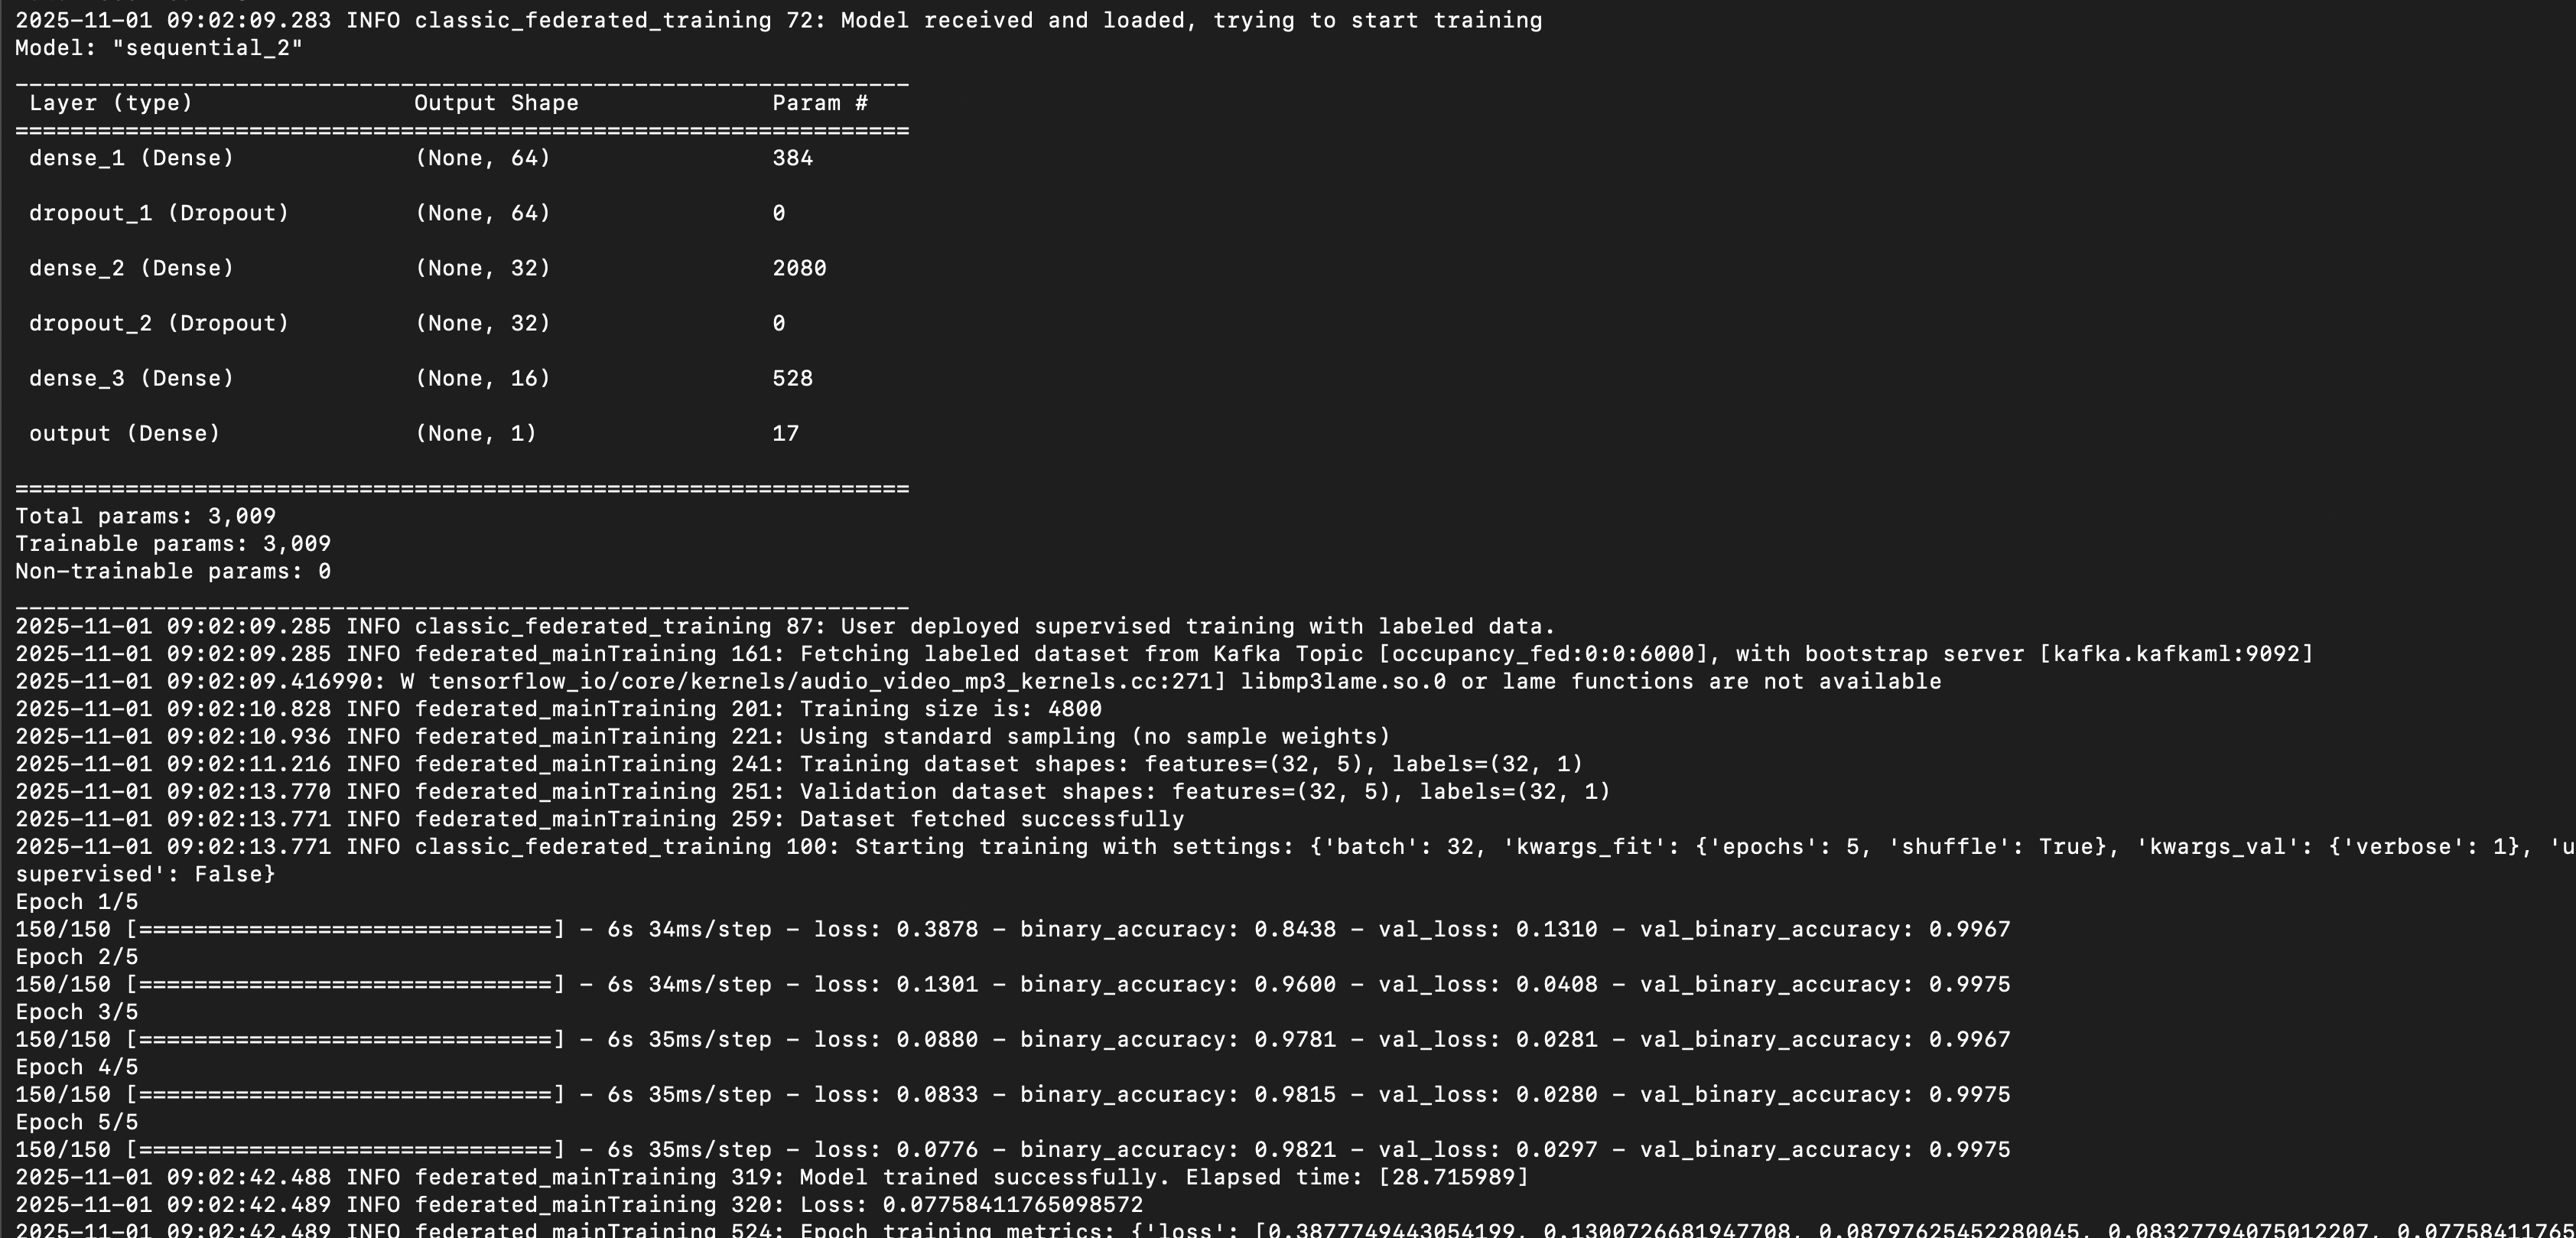 2025-11-01 09:02:09.283 INFO classic_federated_training 72: Model received and loaded, trying to start training
Model: "sequential_2"
_________________________________________________________________
 Layer (type)                Output Shape              Param #
=================================================================
 dense_1 (Dense)             (None, 64)                384
 dropout_1 (Dropout)         (None, 64)                0
 dense_2 (Dense)             (None, 32)                2080
 dropout_2 (Dropout)         (None, 32)                0
 dense_3 (Dense)             (None, 16)                528
 output (Dense)              (None, 1)                 17
=================================================================
Total params: 3,009
Trainable params: 3,009
Non-trainable params: 0
_________________________________________________________________
2025-11-01 09:02:09.285 INFO classic_federated_training 87: User deployed supervised training with labeled data.
2025-11-01 09:02:09.285 INFO federated_mainTraining 161: Fetching labeled dataset from Kafka Topic [occupancy_fed:0:0:6000], with bootstrap server [kafka.kafkaml:9092]
2025-11-01 09:02:09.416990: W tensorflow_io/core/kernels/audio_video_mp3_kernels.cc:271] libmp3lame.so.0 or lame functions are not available
2025-11-01 09:02:10.828 INFO federated_mainTraining 201: Training size is: 4800
2025-11-01 09:02:10.936 INFO federated_mainTraining 221: Using standard sampling (no sample weights)
2025-11-01 09:02:11.216 INFO federated_mainTraining 241: Training dataset shapes: features=(32, 5), labels=(32, 1)
2025-11-01 09:02:13.770 INFO federated_mainTraining 251: Validation dataset shapes: features=(32, 5), labels=(32, 1)
2025-11-01 09:02:13.771 INFO federated_mainTraining 259: Dataset fetched successfully
2025-11-01 09:02:13.771 INFO classic_federated_training 100: Starting training with settings: {'batch': 32, 'kwargs_fit': {'epochs': 5, 'shuffle': True}, 'kwargs_val': {'verbose': 1}, 'u
supervised': False}
Epoch 1/5
150/150 [==============================] - 6s 34ms/step - loss: 0.3878 - binary_accuracy: 0.8438 - val_loss: 0.1310 - val_binary_accuracy: 0.9967
Epoch 2/5
150/150 [==============================] - 6s 34ms/step - loss: 0.1301 - binary_accuracy: 0.9600 - val_loss: 0.0408 - val_binary_accuracy: 0.9975
Epoch 3/5
150/150 [==============================] - 6s 35ms/step - loss: 0.0880 - binary_accuracy: 0.9781 - val_loss: 0.0281 - val_binary_accuracy: 0.9967
Epoch 4/5
150/150 [==============================] - 6s 35ms/step - loss: 0.0833 - binary_accuracy: 0.9815 - val_loss: 0.0280 - val_binary_accuracy: 0.9975
Epoch 5/5
150/150 [==============================] - 6s 35ms/step - loss: 0.0776 - binary_accuracy: 0.9821 - val_loss: 0.0297 - val_binary_accuracy: 0.9975
2025-11-01 09:02:42.488 INFO federated_mainTraining 319: Model trained successfully. Elapsed time: [28.715989]
2025-11-01 09:02:42.489 INFO federated_mainTraining 320: Loss: 0.07758411765098572
2025-11-01 09:02:42.489 INFO federated_mainTraining 524: Epoch training metrics: {'loss': [0.3877749443054199, 0.1300726681947708, 0.08797625452280045, 0.08327794075012207, 0.07758411765